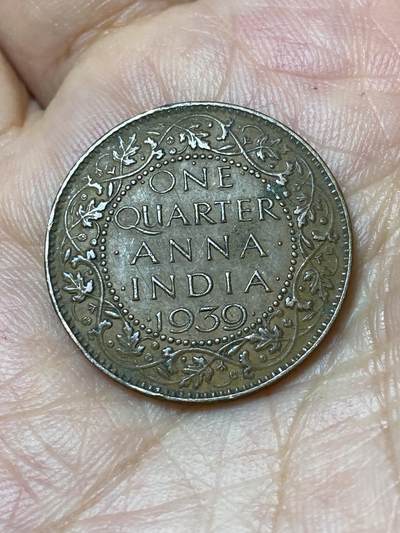 ONE
QUARTER
· ANNA ·
INDIA
1939